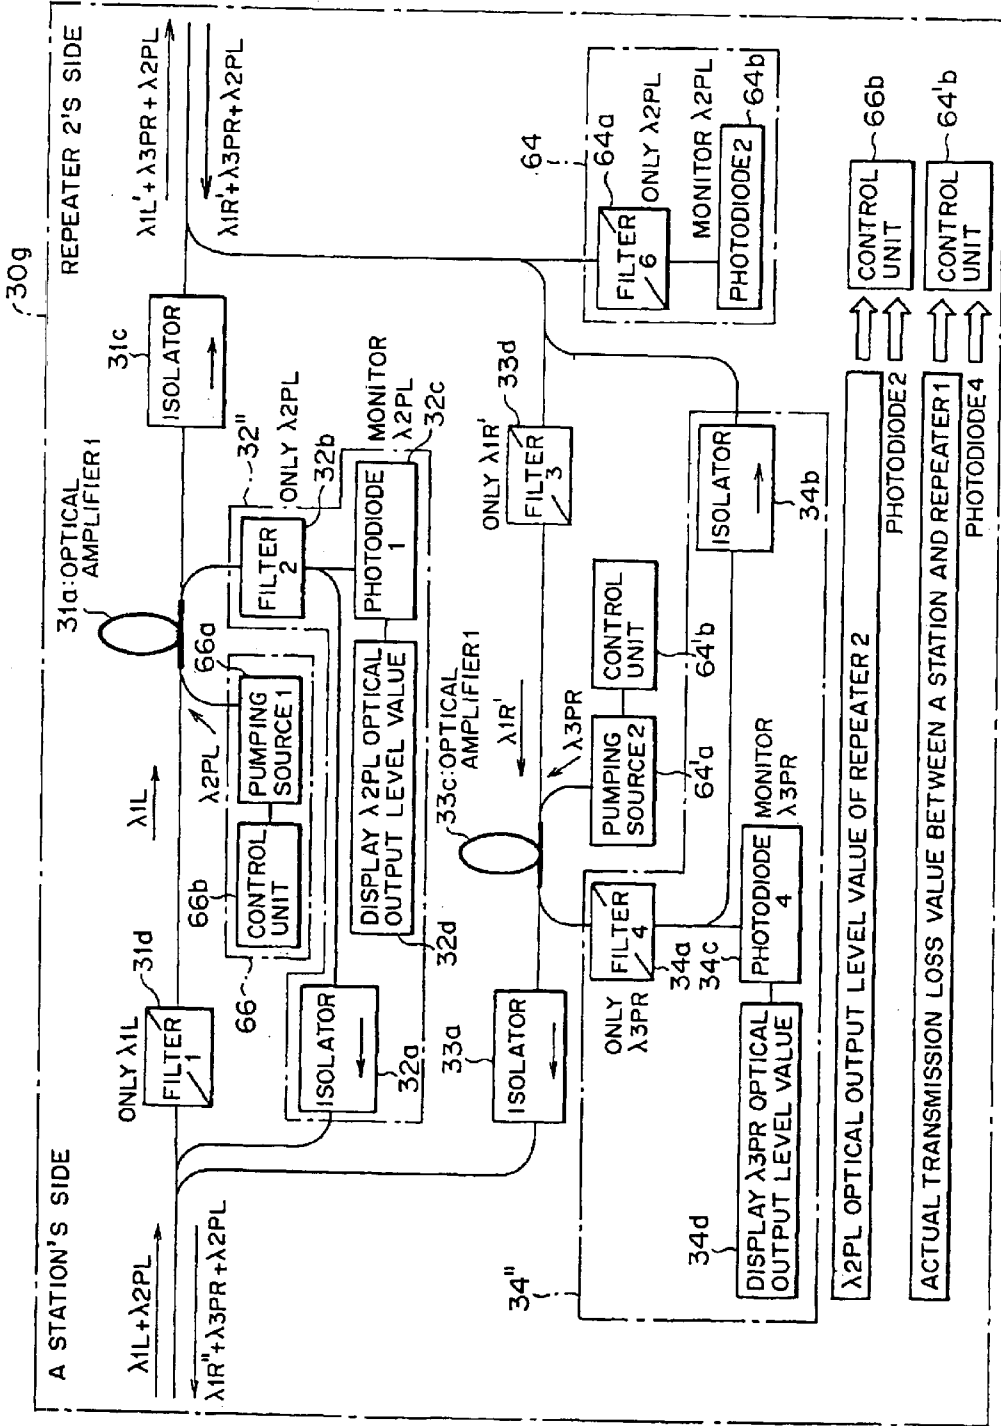 30g
A STATION'S SIDE
REPEATER 2'S SIDE
λ1L+λ2PL
λ1R"+λ3PR+λ2PL
λ1L'+λ3PR+λ2PL
λ1R'+λ3PR+λ2PL
ONLY λ1L
31d
FILTER
1
λ1L
31a:OPTICAL
AMPLIFIER1
31c
ISOLATOR
λ2PL
66a
PUMPING
SOURCE1
66b
CONTROL
UNIT
66
32"
FILTER
2
ONLY λ2PL
32b
PHOTODIODE
1
MONITOR
λ2PL
32c
DISPLAY λ2PL OPTICAL
OUTPUT LEVEL VALUE
32d
ISOLATOR
32a
33a
ISOLATOR
33c:OPTICAL
AMPLIFIER1
λ1R'
λ3PR
ONLY λ1R'
33d
FILTER
3
PUMPING
SOURCE2
64'a
CONTROL
UNIT
64'b
64
FILTER
6
64a
ONLY λ2PL
MONITOR λ2PL
PHOTODIODE2
64b
34"
ONLY
λ3PR
FILTER
4
34a
34c
PHOTODIODE
4
MONITOR
λ3PR
34d
DISPLAY λ3PR OPTICAL
OUTPUT LEVEL VALUE
ISOLATOR
34b
λ2PL OPTICAL OUTPUT LEVEL VALUE OF REPEATER 2
PHOTODIODE2
CONTROL
UNIT
66b
ACTUAL TRANSMISSION LOSS VALUE BETWEEN A STATION AND REPEATER1
PHOTODIODE4
CONTROL
UNIT
64'b